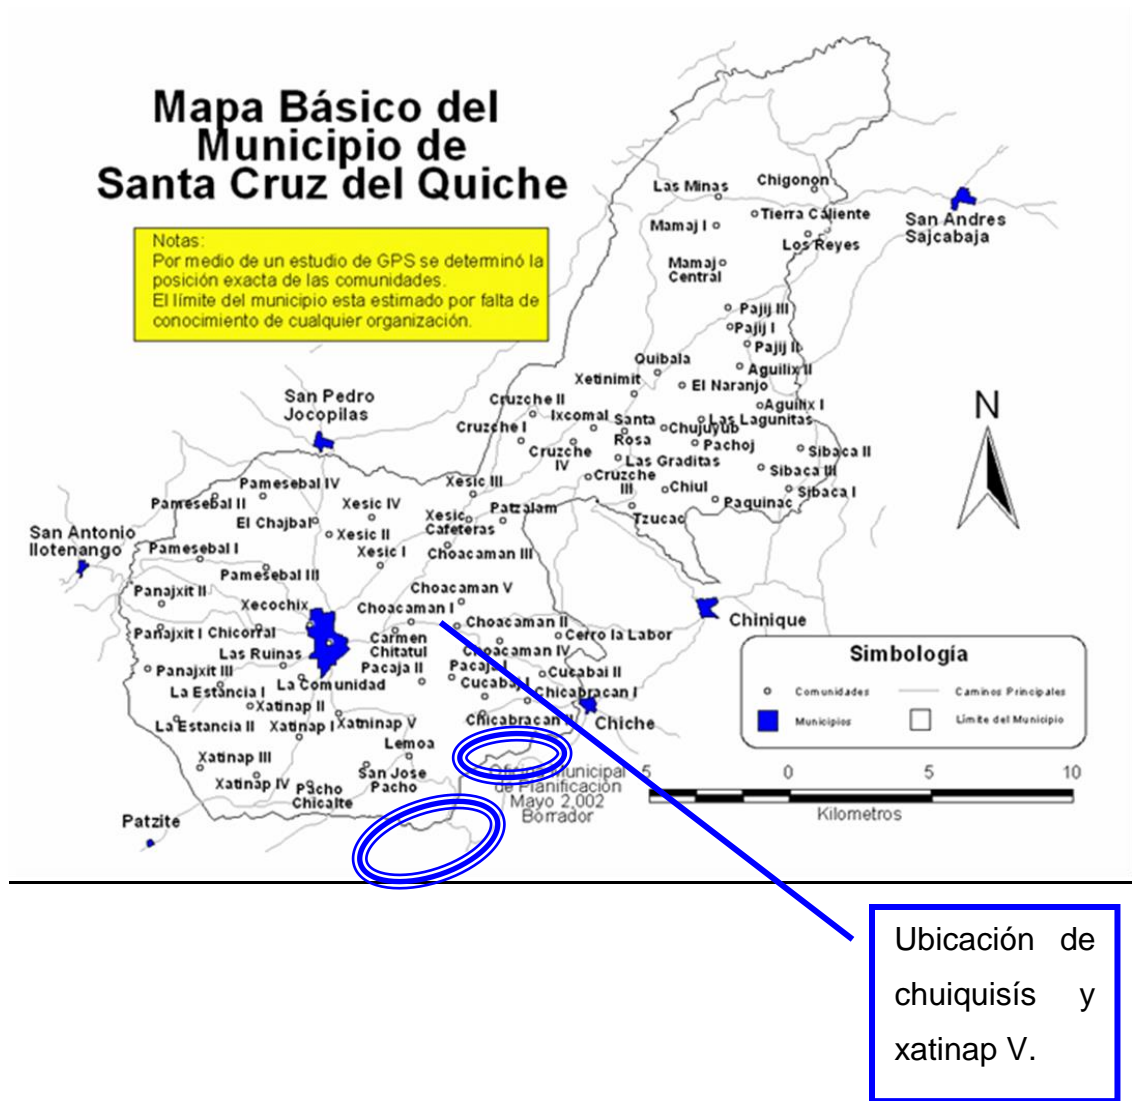 Mapa Básico del
Municipio de
Santa Cruz del Quiche
Notas:
Por medio de un estudio de GPS se determinó la
posición exacta de las comunidades.
El límite del municipio esta estimado por falta de
conocimiento de cualquier organización.
Las Minas
Chigonon
Tierra Caliente
San Andres
Sajcabaja
Mamaj I
Los Reyes
Mamaj
Central
Pajij III
Pajij I
Pajij II
Quibala
Aguilix II
Xetinimit
El Naranjo
San Pedro
Jocopilas
Cruzche II
Aguilix I
Ixcomal
Santa
Rosa
Las Lagunitas
Chujuyub
Cruzche I
Pachoj
Cruzche
IV
Sibaca II
Las Graditas
Sibaca III
Cruzche
III
Chiul
Sibaca I
Paquinac
Tzucac
N
Pamesebal IV
Xesic III
Pamesebal II
Xesic IV
Patzalam
El Chajbal
Xesic
Cafeteras
San Antonio
Ilotenango
Xesic II
Pamesebal I
Xesic I
Choacaman III
Pamesebal III
Panajxit II
Choacaman V
Xecochix
Choacaman I
Chinique
Choacaman II
Panajxit I
Chicorral
Carmen
Chitatul
Cerro la Labor
Choacaman IV
Las Ruinas
Pacaja II
Pacaja I
Panajxit III
Cucabai II
La Comunidad
Cucabaj I
La Estancia I
Chicabracan I
Xatinap II
Chicabracan II
Chiche
La Estancia II
Xatinap I
Xatninap V
Lemoa
Xatinap III
San Jose
Pacho
Xatinap IV
Pacho
Chicalte
Patzite
Simbología
Comunidades
Caminos Principales
Municipios
Límite del Municipio
Oficina Municipal
de Planificación
Mayo 2,002
Borrador
5 0 5 10
Kilometros
Ubicación de
chuiquisís y
xatinap V.